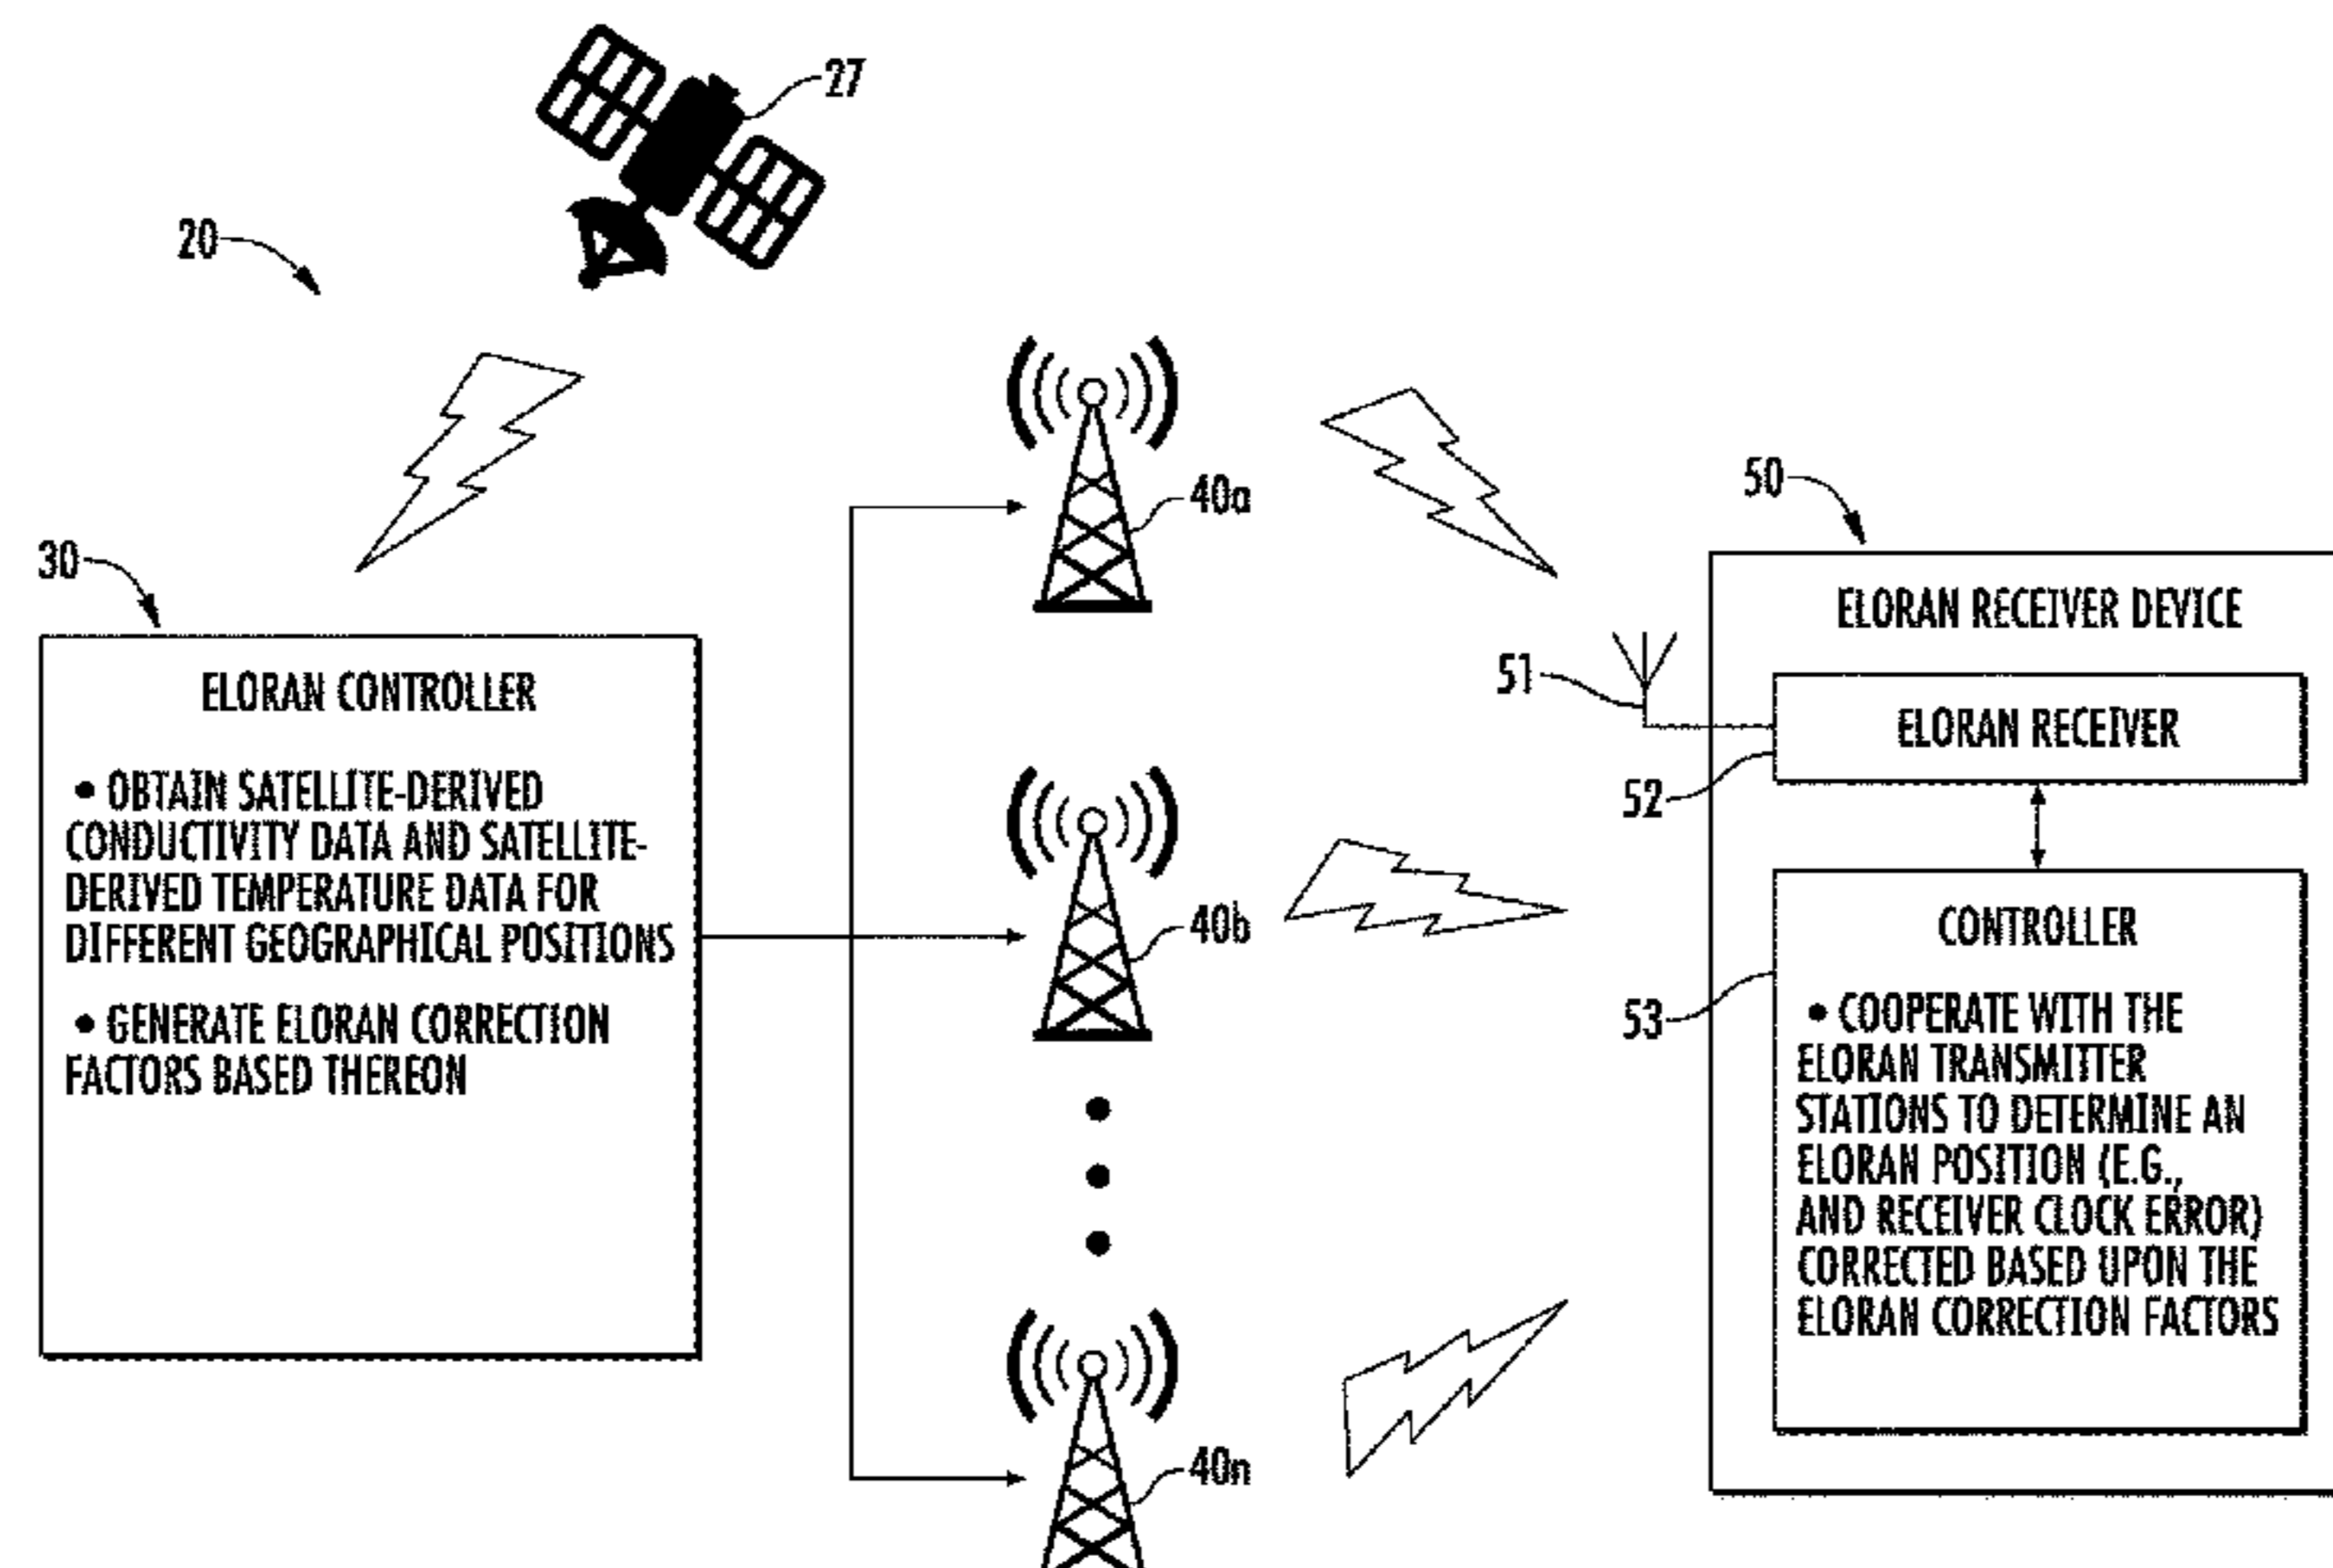 27
20
40a
50
30
ELORAN RECEIVER DEVICE
51
ELORAN RECEIVER
52
ELORAN CONTROLLER
• OBTAIN SATELLITE-DERIVED
CONDUCTIVITY DATA AND SATELLITE-
DERIVED TEMPERATURE DATA FOR
DIFFERENT GEOGRAPHICAL POSITIONS
• GENERATE ELORAN CORRECTION
FACTORS BASED THEREON
40b
53
CONTROLLER
• COOPERATE WITH THE
ELORAN TRANSMITTER
STATIONS TO DETERMINE AN
ELORAN POSITION (E.G.,
AND RECEIVER CLOCK ERROR)
CORRECTED BASED UPON THE
ELORAN CORRECTION FACTORS
40n